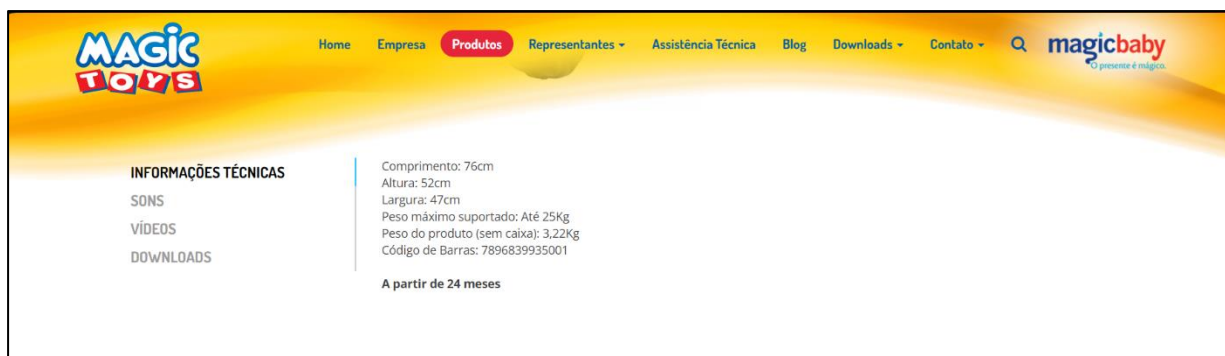 MAGIC
TOYS
Home Empresa Produtos Representantes Assistência Técnica Blog Downloads Contato
magicbaby
O presente é mágico.
INFORMAÇÕES TÉCNICAS
SONS
VÍDEOS
DOWNLOADS
Comprimento: 76cm
Altura: 52cm
Largura: 47cm
Peso máximo suportado: Até 25Kg
Peso do produto (sem caixa): 3,22Kg
Código de Barras: 7896839935001
A partir de 24 meses